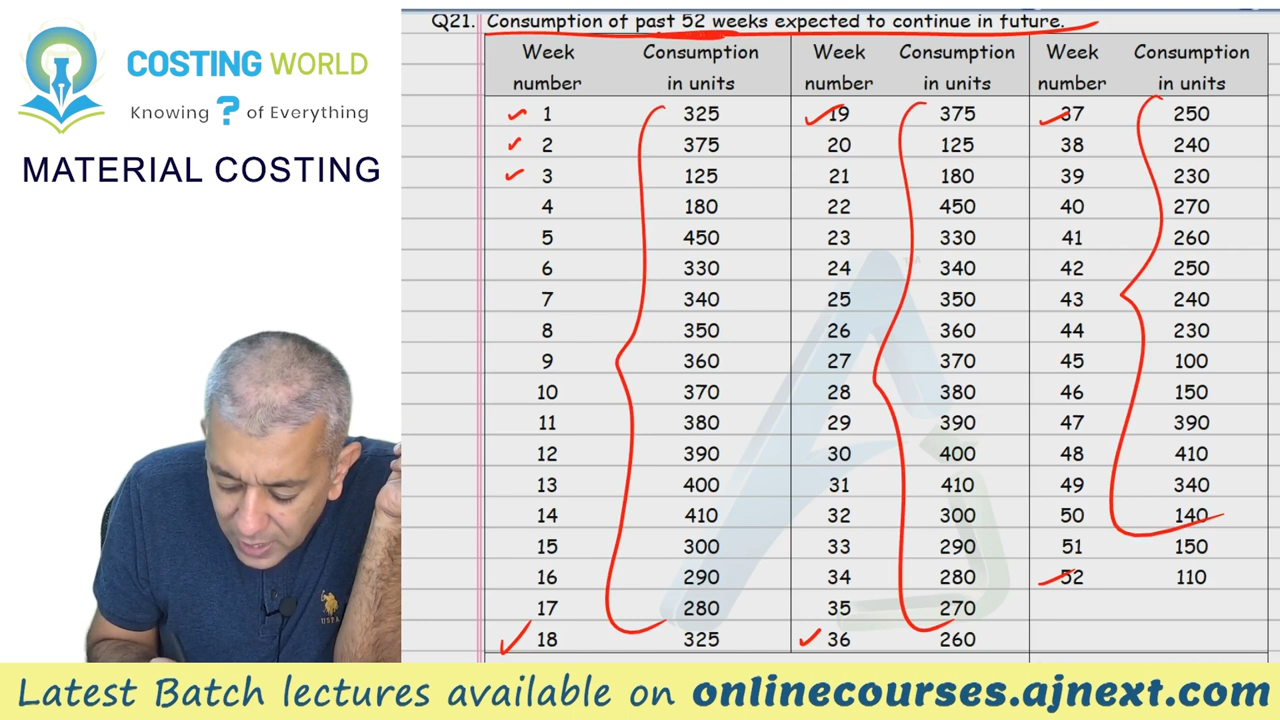 COSTING WORLD
Knowing ? of Everything
MATERIAL COSTING
Q21. Consumption of past 52 weeks expected to continue in future.
Week Consumption Week Consumption Week Consumption
number in units number in units number in units
1 325 19 375 37 250
2 375 20 125 38 240
3 125 21 180 39 230
4 180 22 450 40 270
5 450 23 330 41 260
6 330 24 340 42 250
7 340 25 350 43 240
8 350 26 360 44 230
9 360 27 370 45 100
10 370 28 380 46 150
11 380 29 390 47 390
12 390 30 400 48 410
13 400 31 410 49 340
14 410 32 300 50 140
15 300 33 290 51 150
16 290 34 280 52 110
17 280 35 270
18 325 36 260
U.S. POLO ASSN.
Latest Batch lectures available on onlinecourses.ajnext.com